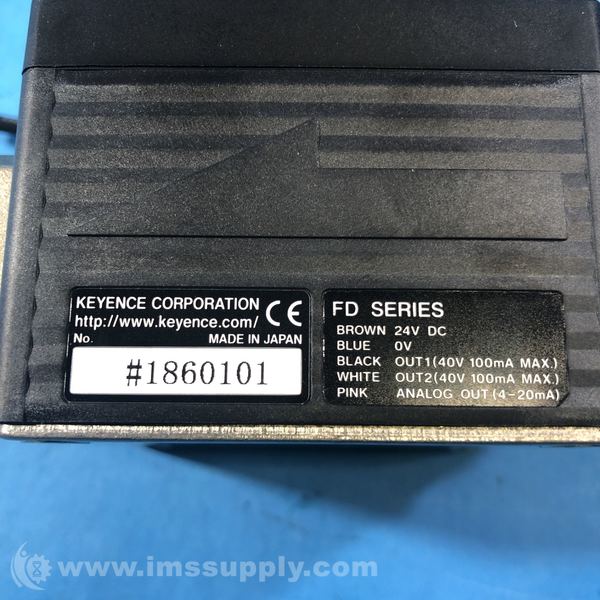 KEYENCE CORPORATION
http://www.keyence.com/ CE
No. MADE IN JAPAN
#1860101
FD SERIES
BROWN 24V DC
BLUE 0V
BLACK OUT1(40V 100mA MAX.)
WHITE OUT2(40V 100mA MAX.)
PINK ANALOG OUT(4-20mA)
www.imssupply.com/